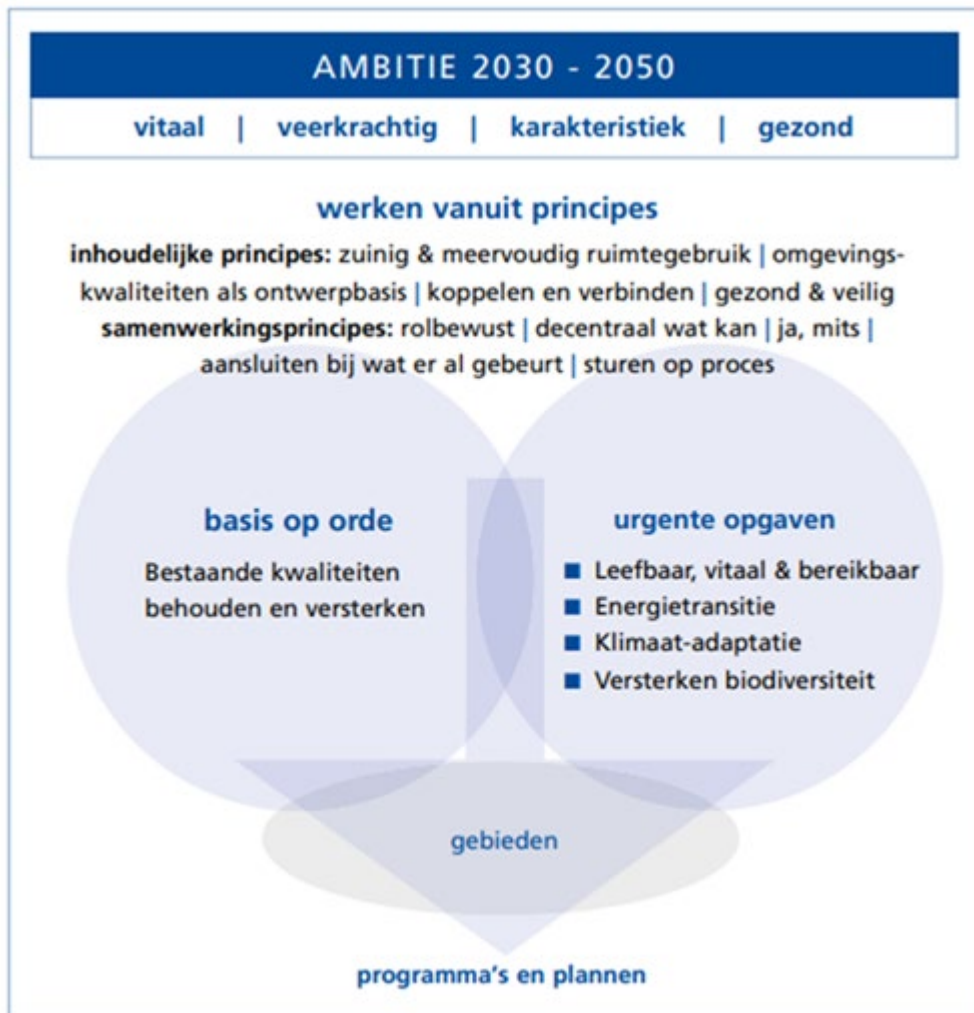 AMBITIE 2030 - 2050
vitaal | veerkrachtig | karakteristiek | gezond
werken vanuit principes
inhoudelijke principes: zuinig & meervoudig ruimtegebruik | omgevings-
kwaliteiten als ontwerpbasis | koppelen en verbinden | gezond & veilig
samenwerkingsprincipes: rolbewust | decentraal wat kan | ja, mits |
aansluiten bij wat er al gebeurt | sturen op proces
basis op orde
Bestaande kwaliteiten
behouden en versterken
urgente opgaven
■ Leefbaar, vitaal & bereikbaar
■ Energietransitie
■ Klimaat-adaptatie
■ Versterken biodiversiteit
gebieden
programma's en plannen